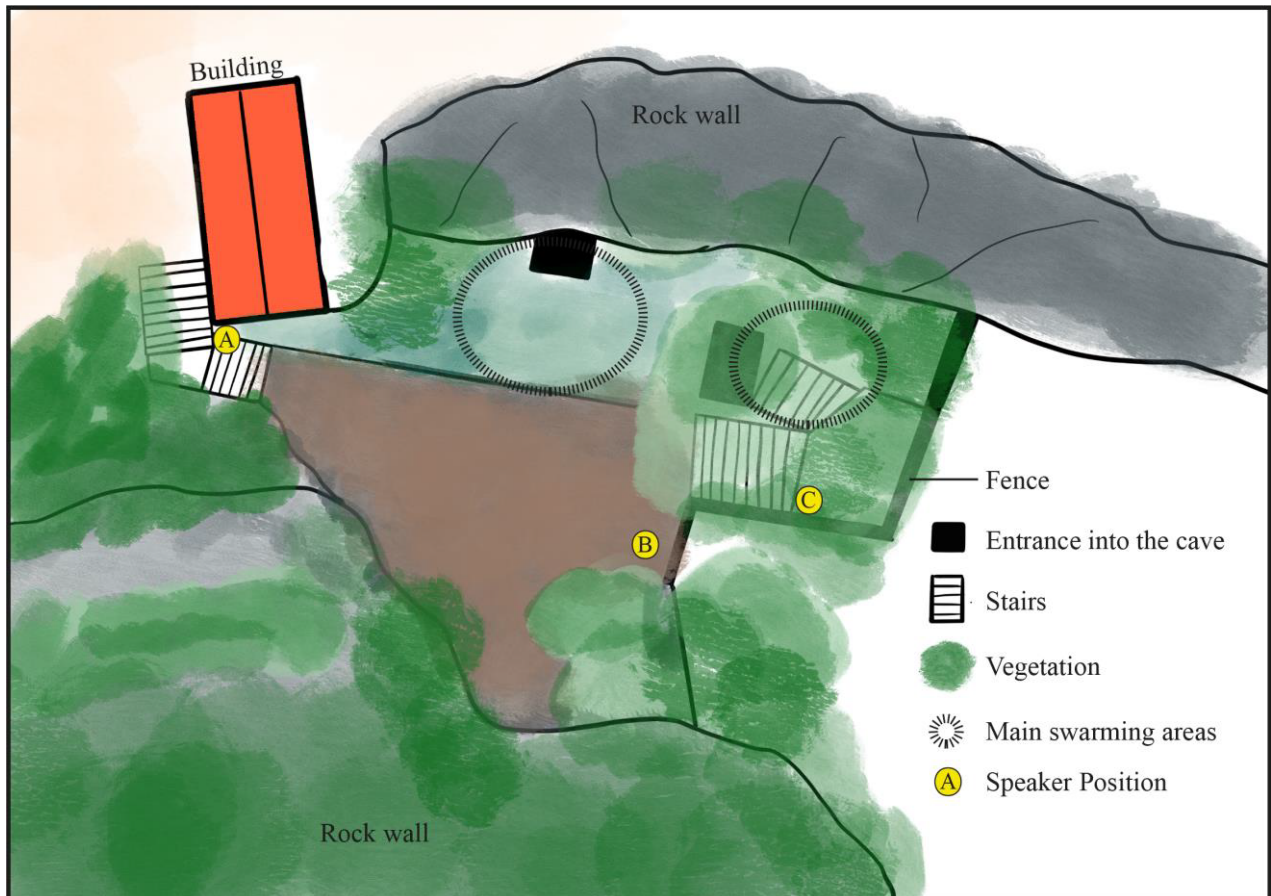 Building
Rock wall
A
B
C
Fence
Entrance into the cave
Stairs
Vegetation
Main swarming areas
A Speaker Position
Rock wall